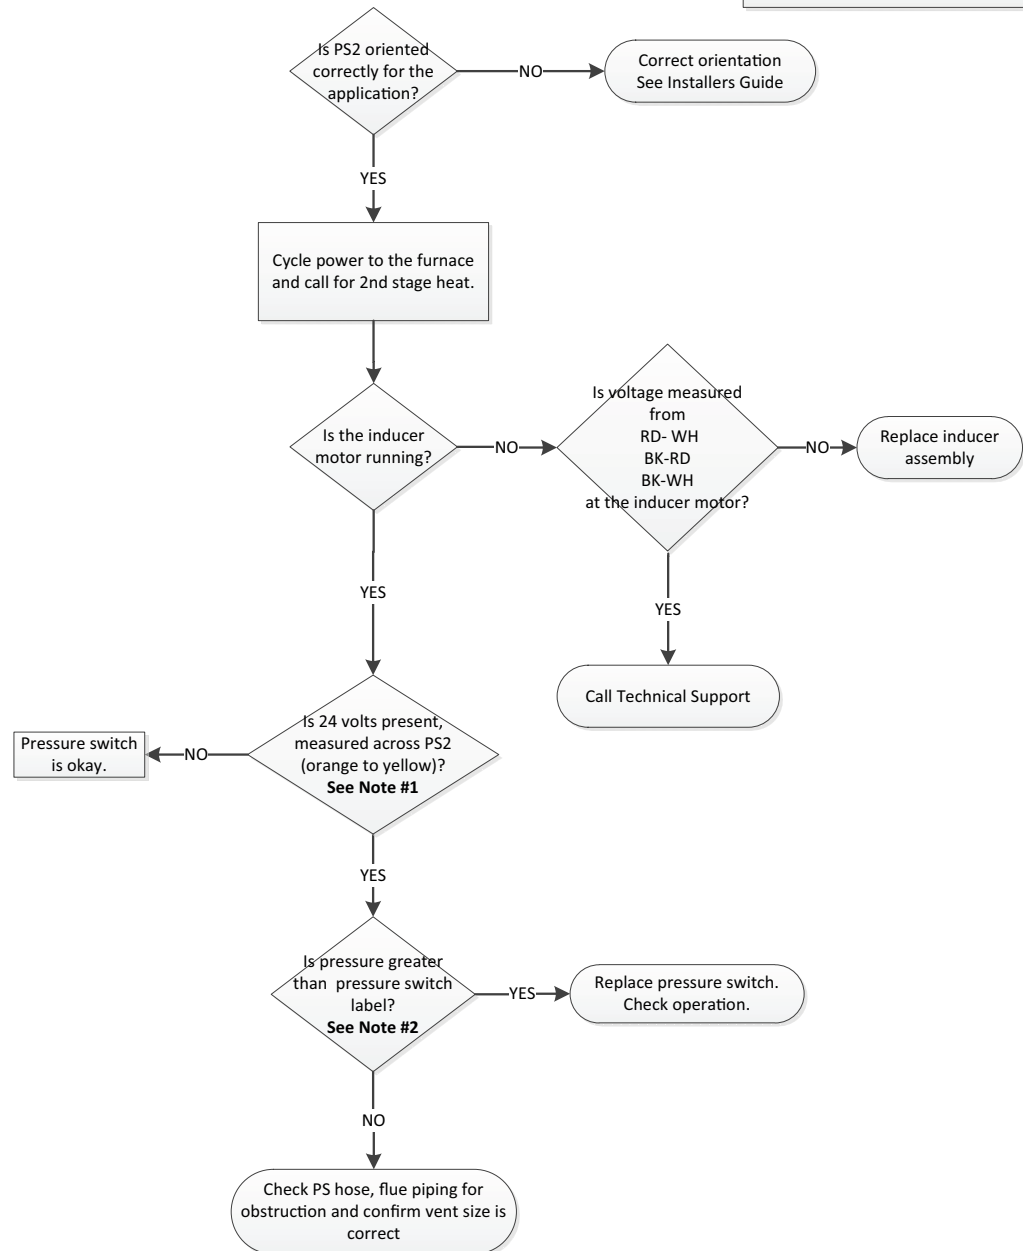 Is PS2 oriented
correctly for the
application?
NO
Correct orientation
See Installers Guide
YES
Cycle power to the furnace
and call for 2nd stage heat.
Is the inducer
motor running?
NO
Is voltage measured
from
RD- WH
BK-RD
BK-WH
at the inducer motor?
NO
Replace inducer
assembly
YES
YES
Call Technical Support
Is 24 volts present,
measured across PS2
(orange to yellow)?
See Note #1
NO
Pressure switch
is okay.
YES
Is pressure greater
than pressure switch
label?
See Note #2
YES
Replace pressure switch.
Check operation.
NO
Check PS hose, flue piping for
obstruction and confirm vent size is
correct